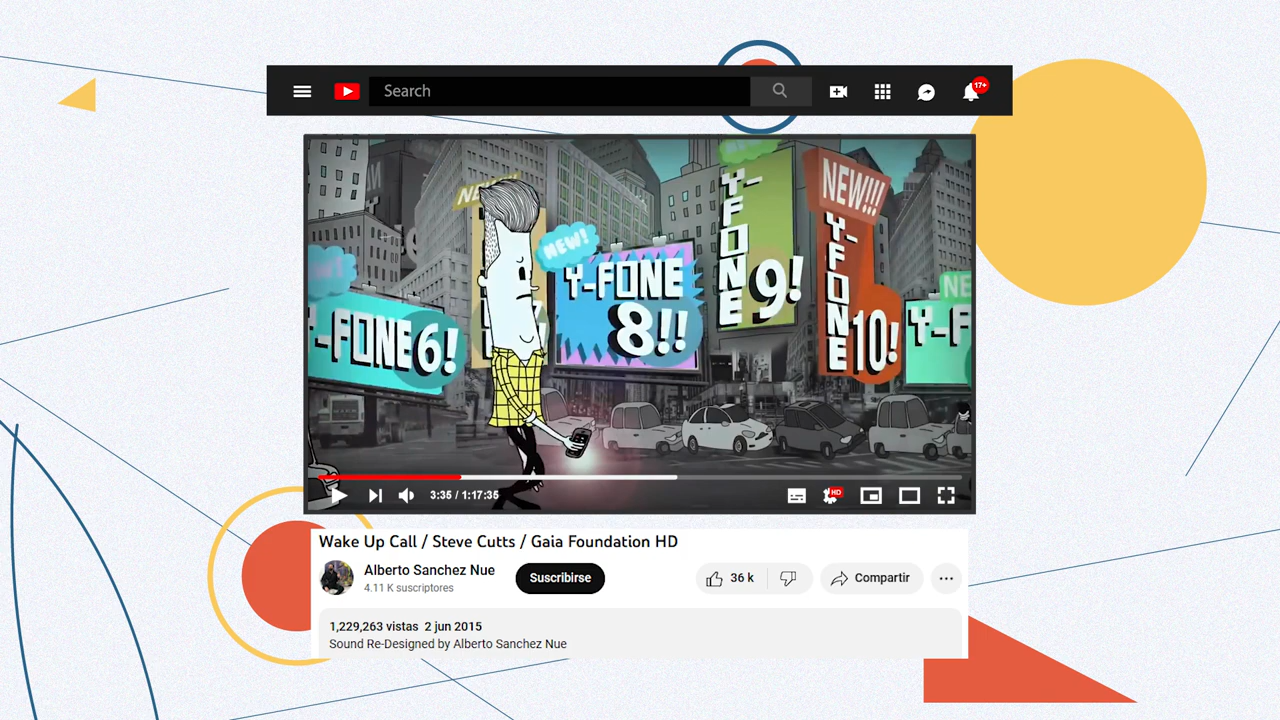 Search
17+
NEW!
NEW!!!
NEW!
Y-FONE 6!
Y-FONE 8!!
Y-FONE 9!
Y-FONE 10!
NE
Y-F
3:35 / 1:17:35
HD
Wake Up Call / Steve Cutts / Gaia Foundation HD
Alberto Sanchez Nue
4.11 K suscriptores
Suscribirse
36 k
Compartir
1,229,263 vistas 2 jun 2015
Sound Re-Designed by Alberto Sanchez Nue